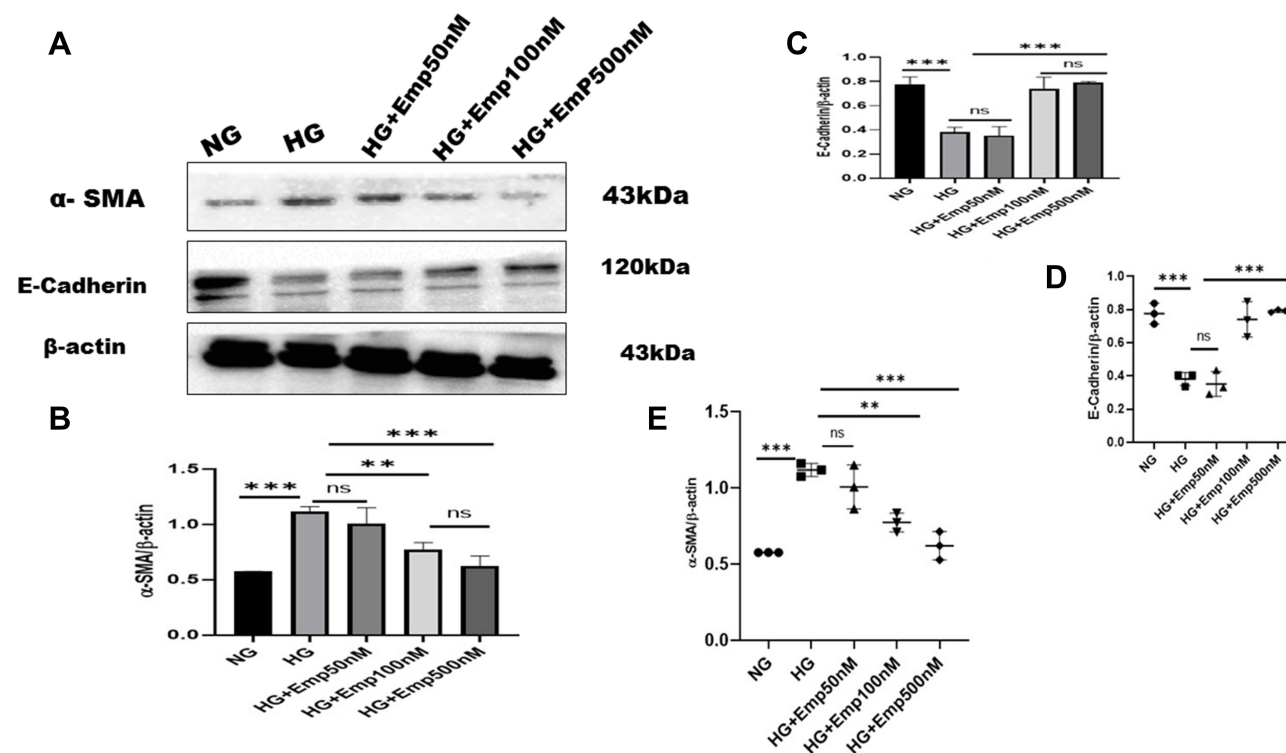 A
NG
HG
HG+Emp50nM
HG+Emp100nM
HG+EmP500nM
α- SMA
43kDa
E-Cadherin
120kDa
β-actin
43kDa
B
α-SMA/β-actin
1.5
1.0
0.5
0.0
***
ns
**
***
ns
NG
HG
HG+Emp50nM
HG+Emp100nM
HG+Emp500nM
C
E-Cadherin/β-actin
1.0
0.8
0.6
0.4
0.2
0.0
***
ns
***
ns
NG
HG
HG+Emp50nM
HG+Emp100nM
HG+Emp500nM
D
E-Cadherin/β-actin
1.0
0.8
0.6
0.4
0.2
0.0
***
ns
***
NG
HG
HG+Emp50nM
HG+Emp100nM
HG+Emp500nM
E
α-SMA/β-actin
1.5
1.0
0.5
0.0
***
ns
**
***
NG
HG
HG+Emp50nM
HG+Emp100nM
HG+Emp500nM